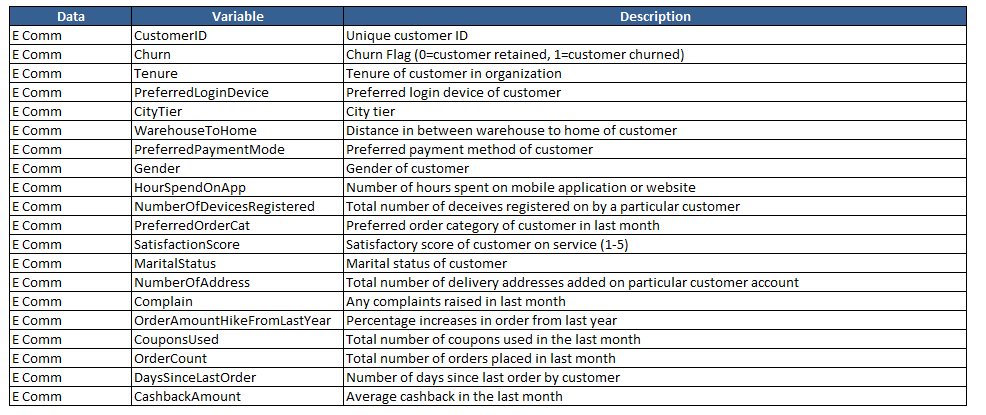 Data Variable Description
E Comm CustomerID Unique customer ID
E Comm Churn Churn Flag (0=customer retained, 1=customer churned)
E Comm Tenure Tenure of customer in organization
E Comm PreferredLoginDevice Preferred login device of customer
E Comm CityTier City tier
E Comm WarehouseToHome Distance in between warehouse to home of customer
E Comm PreferredPaymentMode Preferred payment method of customer
E Comm Gender Gender of customer
E Comm HourSpendOnApp Number of hours spent on mobile application or website
E Comm NumberOfDevicesRegistered Total number of deceives registered on by a particular customer
E Comm PreferredOrderCat Preferred order category of customer in last month
E Comm SatisfactionScore Satisfactory score of customer on service (1-5)
E Comm MaritalStatus Marital status of customer
E Comm NumberOfAddress Total number of delivery addresses added on particular customer account
E Comm Complain Any complaints raised in last month
E Comm OrderAmountHikeFromLastYear Percentage increases in order from last year
E Comm CouponsUsed Total number of coupons used in the last month
E Comm OrderCount Total number of orders placed in last month
E Comm DaysSinceLastOrder Number of days since last order by customer
E Comm CashbackAmount Average cashback in the last month